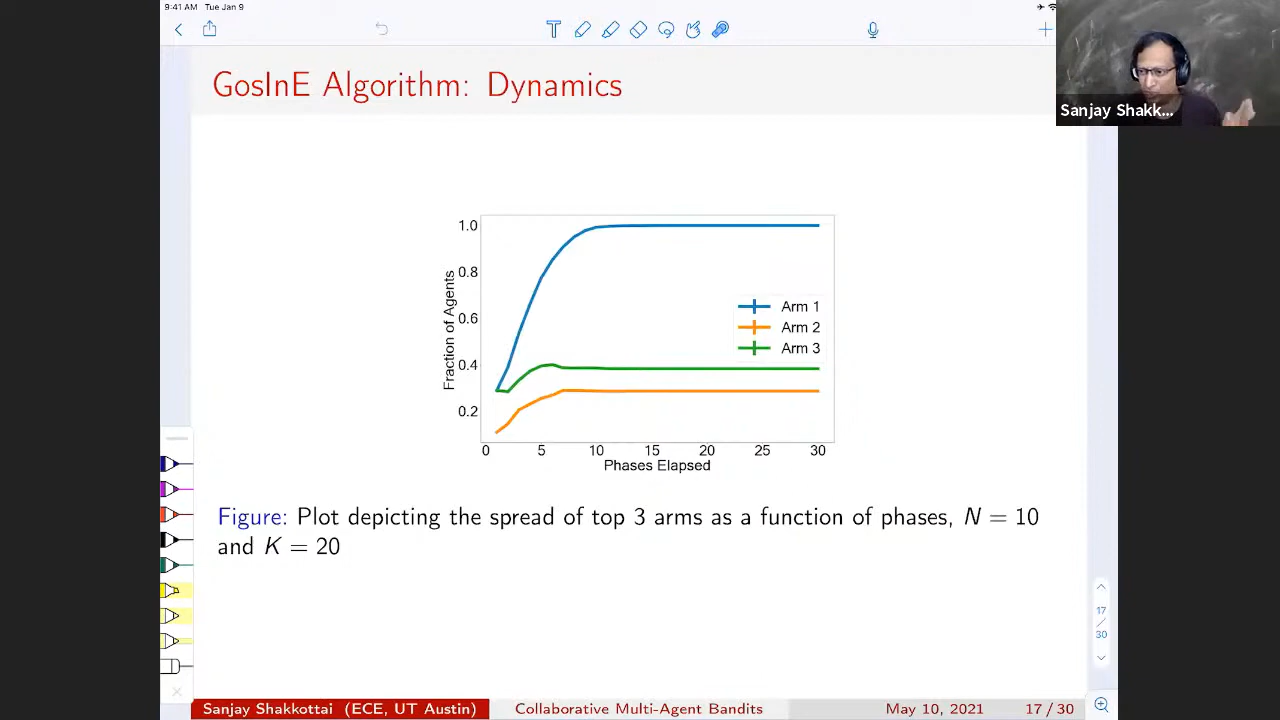 9:41 AM Tue Jan 9
GosInE Algorithm: Dynamics
Sanjay Shakk...
1.0
0.8
0.6
0.4
0.2
Fraction of Agents
Arm 1
Arm 2
Arm 3
0 5 10 15 20 25 30
Phases Elapsed
Figure: Plot depicting the spread of top 3 arms as a function of phases, N = 10
and K = 20
17
/
30
Sanjay Shakkottai (ECE, UT Austin) Collaborative Multi-Agent Bandits May 10, 2021 17 / 30